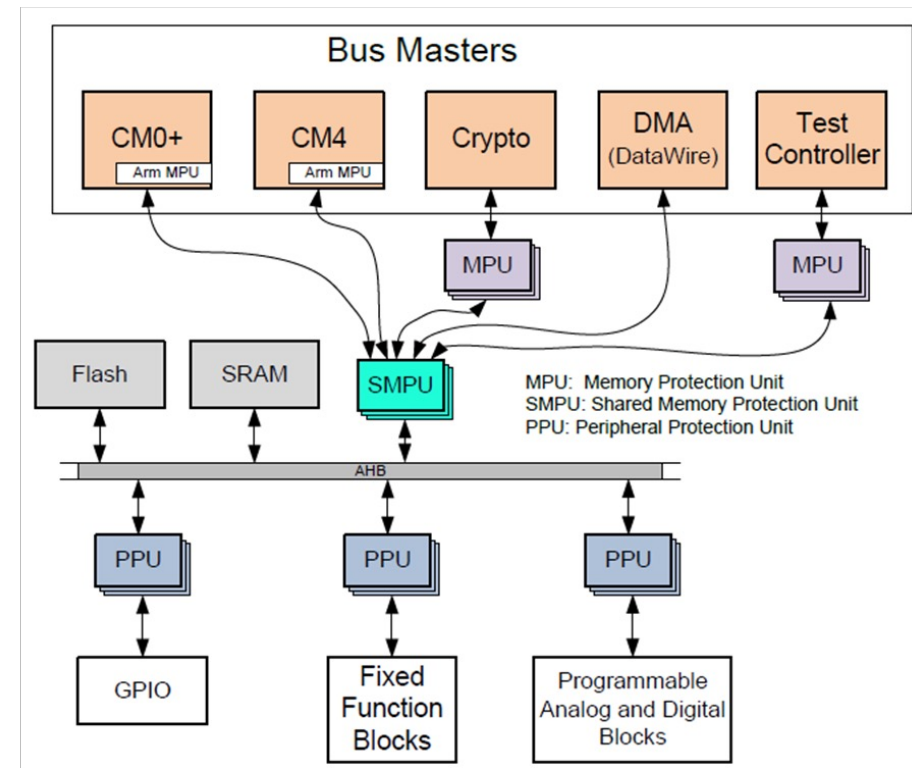 Bus Masters
CM0+
Arm MPU
CM4
Arm MPU
Crypto
DMA
(DataWire)
Test
Controller
MPU
MPU
Flash
SRAM
SMPU
MPU: Memory Protection Unit
SMPU: Shared Memory Protection Unit
PPU: Peripheral Protection Unit
AHB
PPU
PPU
PPU
GPIO
Fixed
Function
Blocks
Programmable
Analog and Digital
Blocks